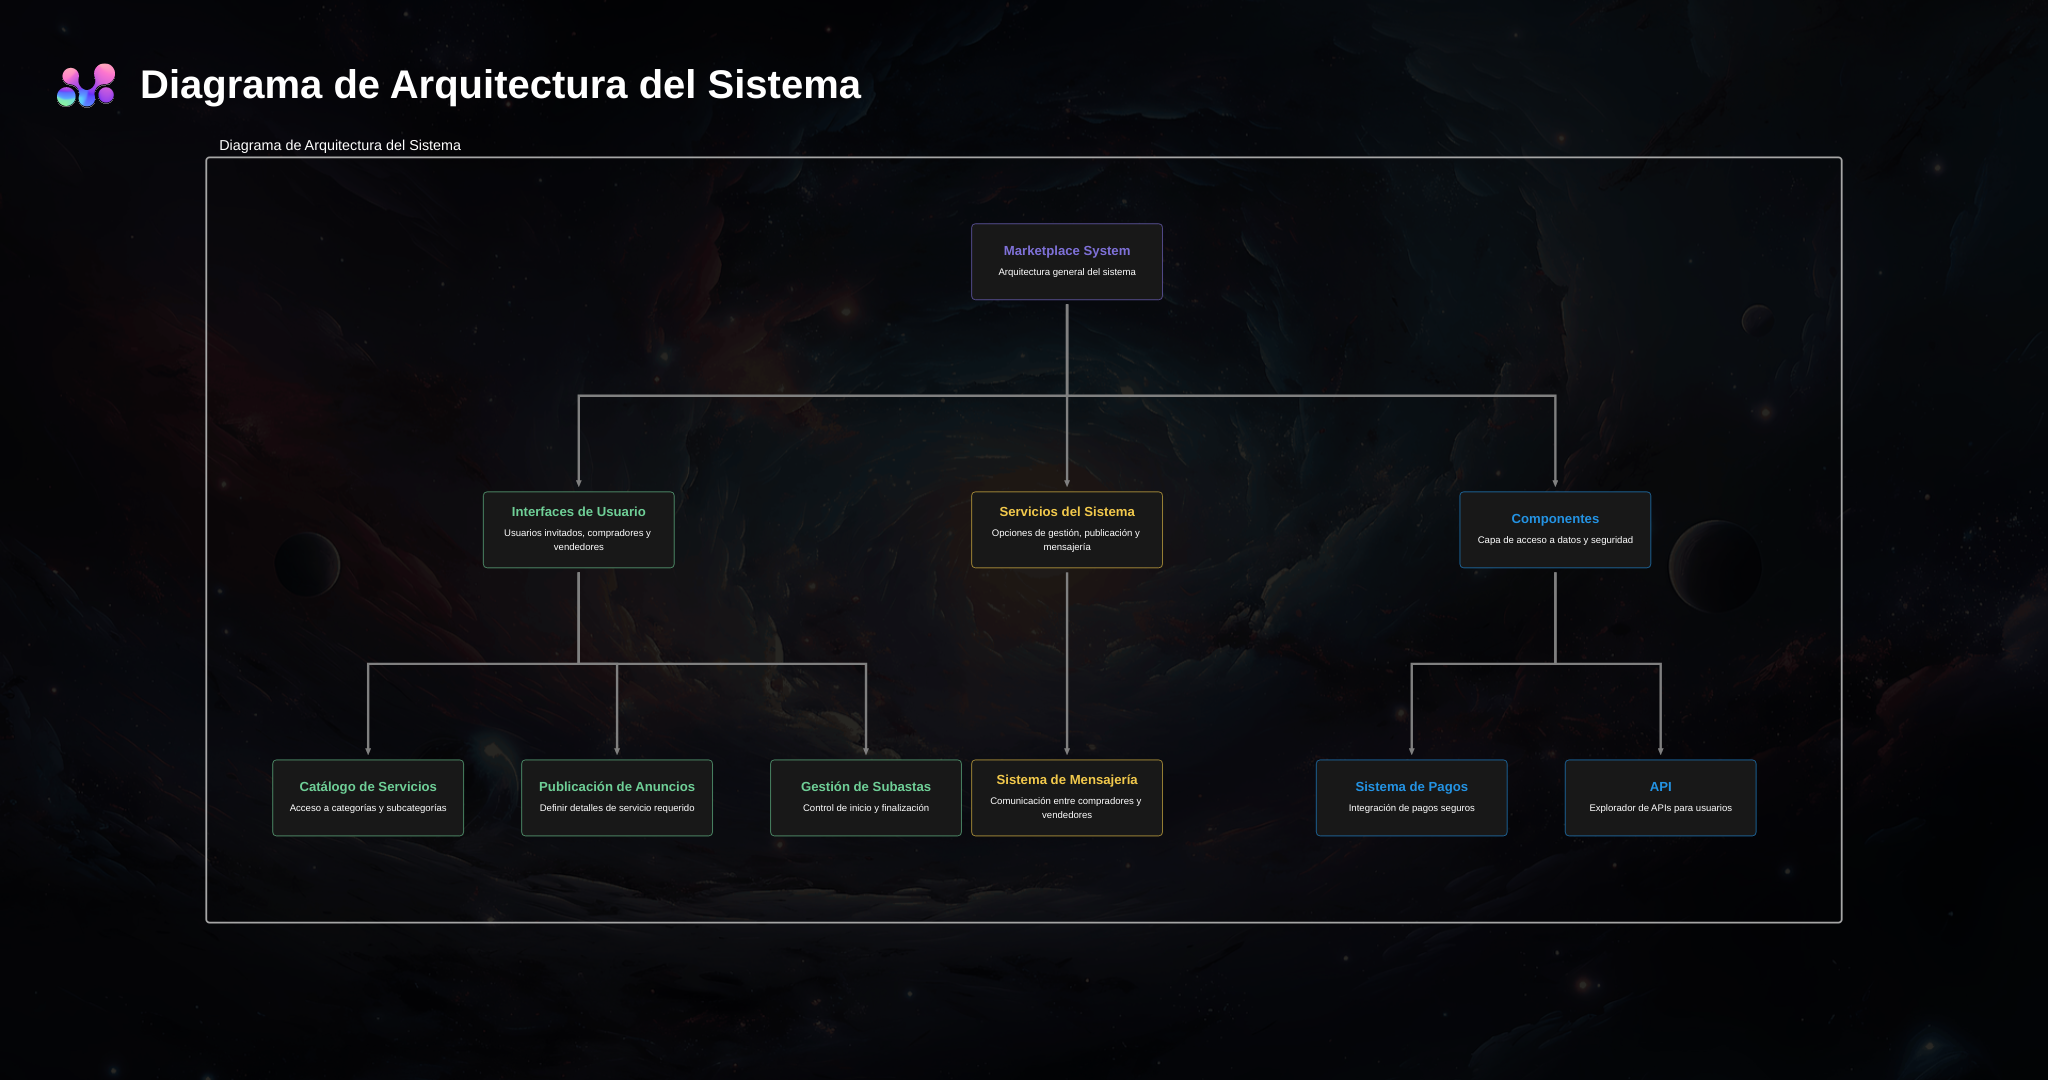 Diagrama de Arquitectura del Sistema
Diagrama de Arquitectura del Sistema
Marketplace System
Arquitectura general del sistema
Interfaces de Usuario
Usuarios invitados, compradores y
vendedores
Servicios del Sistema
Opciones de gestión, publicación y
mensajería
Componentes
Capa de acceso a datos y seguridad
Catálogo de Servicios
Acceso a categorías y subcategorías
Publicación de Anuncios
Definir detalles de servicio requerido
Gestión de Subastas
Control de inicio y finalización
Sistema de Mensajería
Comunicación entre compradores y
vendedores
Sistema de Pagos
Integración de pagos seguros
API
Explorador de APIs para usuarios